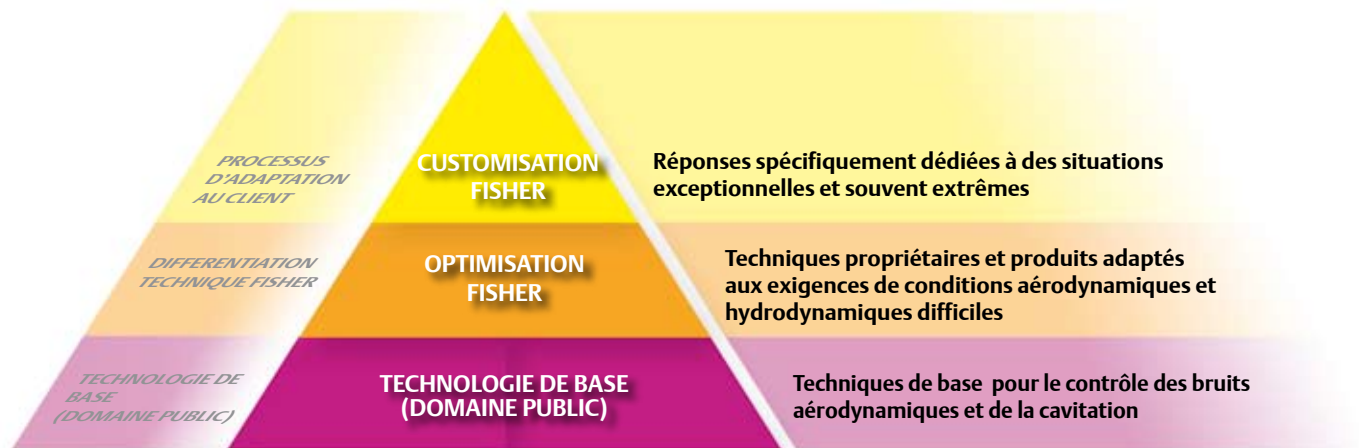 PROCESSUS
D'ADAPTATION
AU CLIENT
CUSTOMISATION
FISHER
Réponses spécifiquement dédiées à des situations
exceptionnelles et souvent extrêmes
DIFFERENTIATION
TECHNIQUE FISHER
OPTIMISATION
FISHER
Techniques propriétaires et produits adaptés
aux exigences de conditions aérodynamiques et
hydrodynamiques difficiles
TECHNOLOGIE DE
BASE
(DOMAINE PUBLIC)
TECHNOLOGIE DE BASE
(DOMAINE PUBLIC)
Techniques de base pour le contrôle des bruits
aérodynamiques et de la cavitation